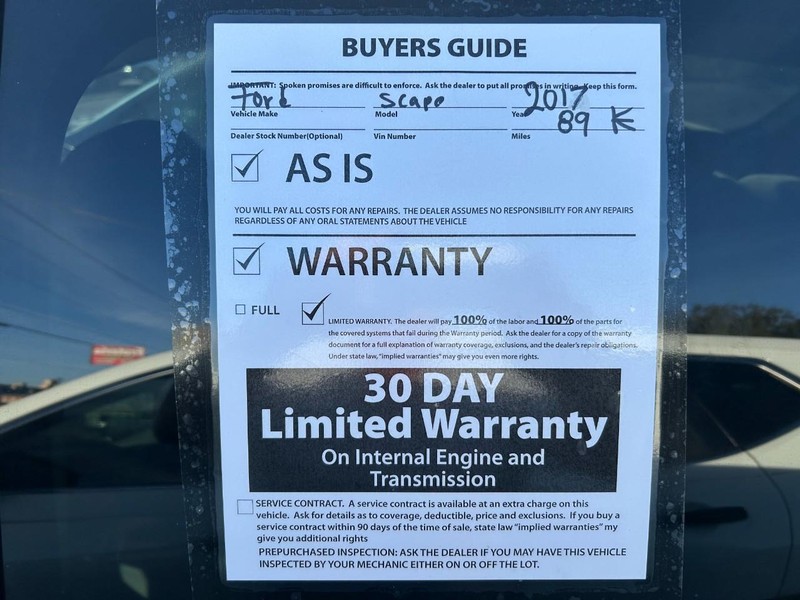 BUYERS GUIDE
IMPORTANT: Spoken promises are difficult to enforce. Ask the dealer to put all promises in writing. Keep this form.
Ford Scape 2017
Vehicle Make Model Year
89 K
Dealer Stock Number(Optional) Vin Number Miles
AS IS
YOU WILL PAY ALL COSTS FOR ANY REPAIRS. THE DEALER ASSUMES NO RESPONSIBILITY FOR ANY REPAIRS
REGARDLESS OF ANY ORAL STATEMENTS ABOUT THE VEHICLE
WARRANTY
FULL
LIMITED WARRANTY. The dealer will pay 100% of the labor and 100% of the parts for
the covered systems that fail during the Warranty period. Ask the dealer for a copy of the warranty
document for a full explanation of warranty coverage, exclusions, and the dealer's repair obligations.
Under state law, "implied warranties" may give you even more rights.
30 DAY
Limited Warranty
On Internal Engine and
Transmission
SERVICE CONTRACT. A service contract is available at an extra charge on this
vehicle. Ask for details as to coverage, deductible, price and exclusions. If you buy a
service contract within 90 days of the time of sale, state law "implied warranties" my
give you additional rights
PREPURCHASED INSPECTION: ASK THE DEALER IF YOU MAY HAVE THIS VEHICLE
INSPECTED BY YOUR MECHANIC EITHER ON OR OFF THE LOT.